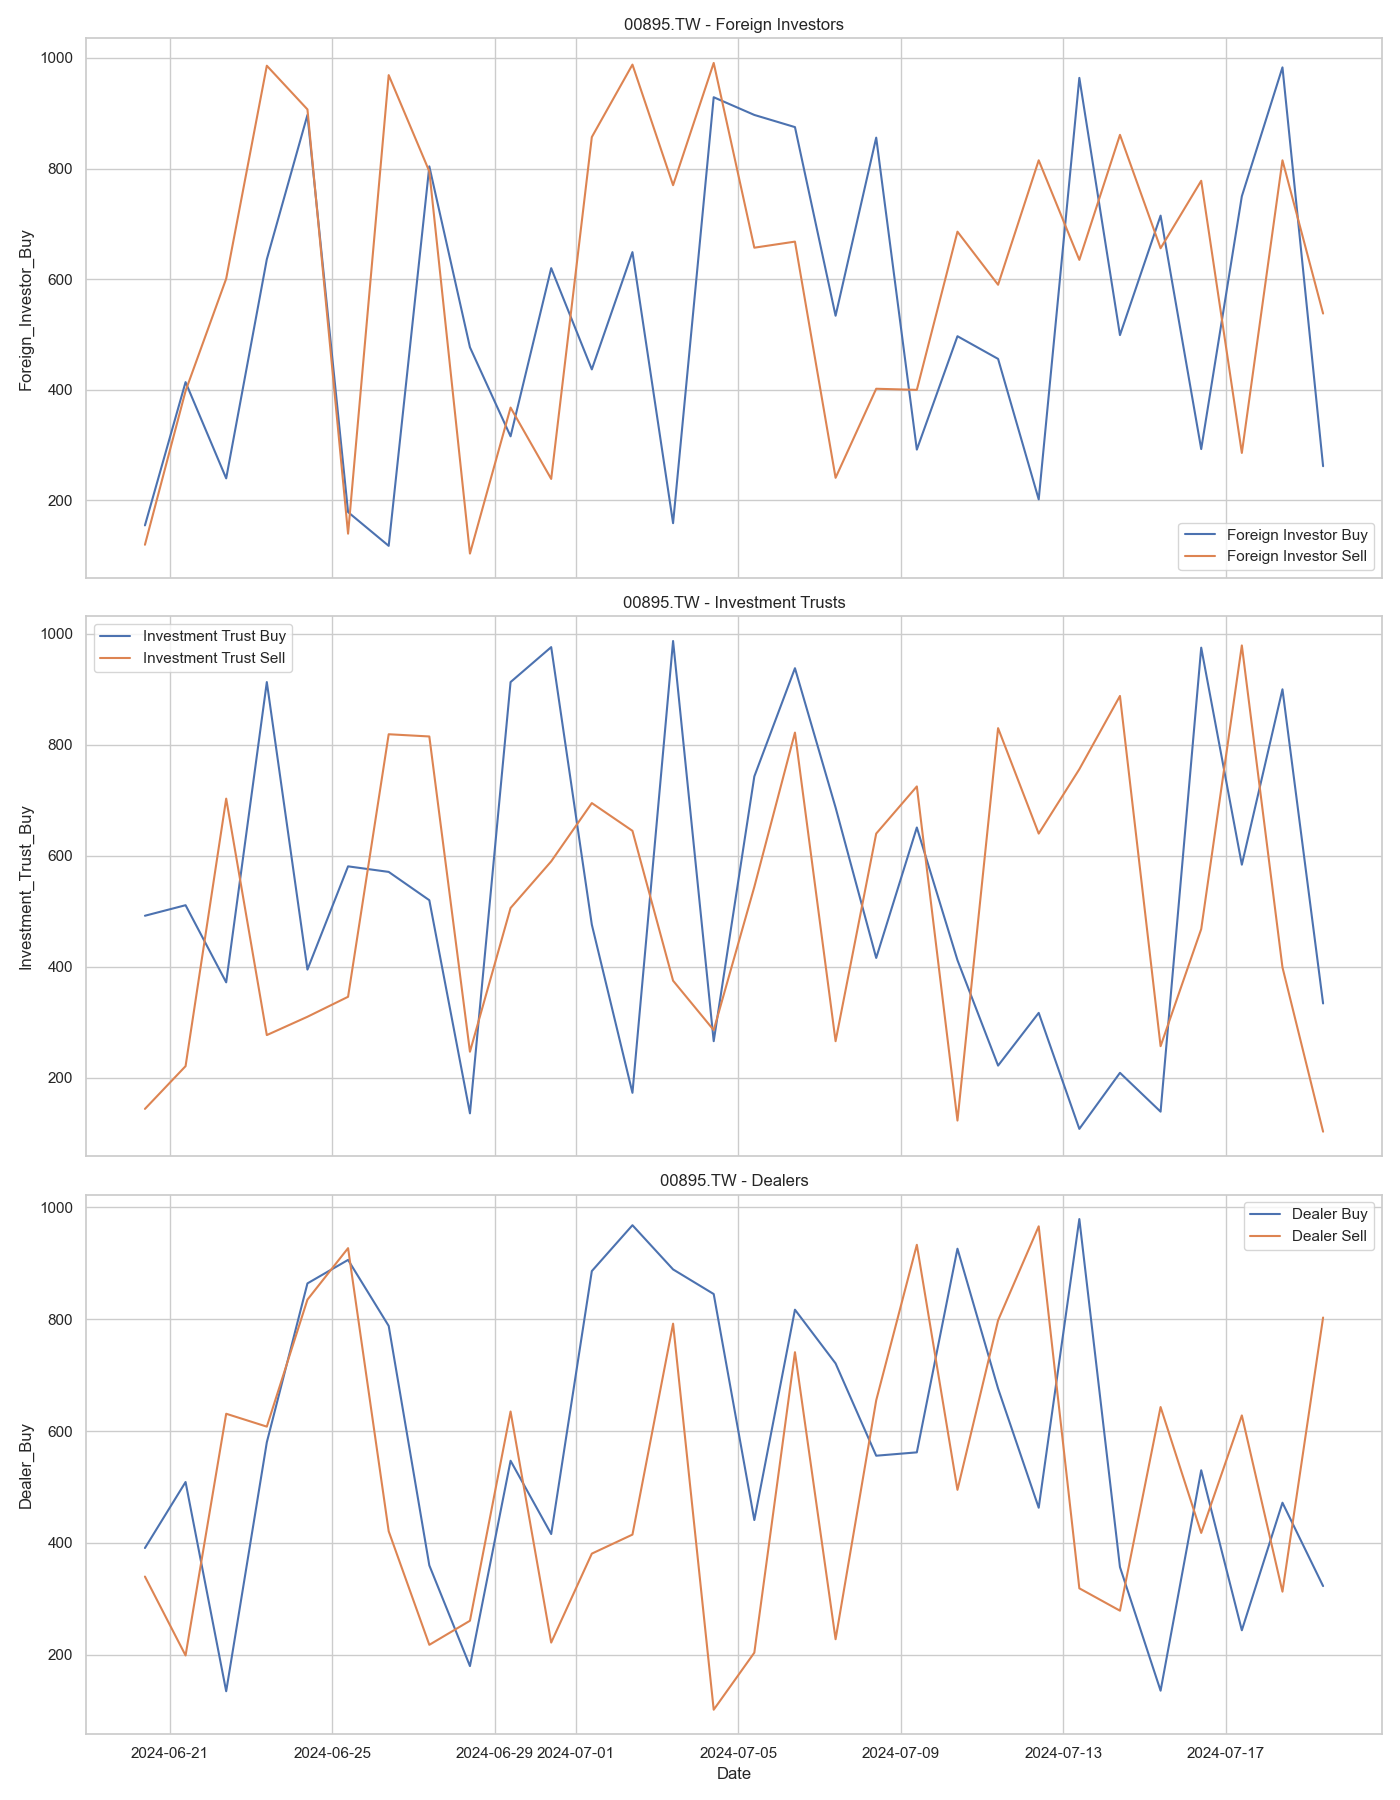 00895.TW - Foreign Investors
1000
800
600
400
200
Foreign_Investor_Buy
Foreign Investor Buy
Foreign Investor Sell
00895.TW - Investment Trusts
Investment Trust Buy
Investment Trust Sell
1000
800
600
400
200
Investment_Trust_Buy
00895.TW - Dealers
Dealer Buy
Dealer Sell
1000
800
600
400
200
Dealer_Buy
2024-06-21 2024-06-25 2024-06-29 2024-07-01 2024-07-05 2024-07-09 2024-07-13 2024-07-17
Date